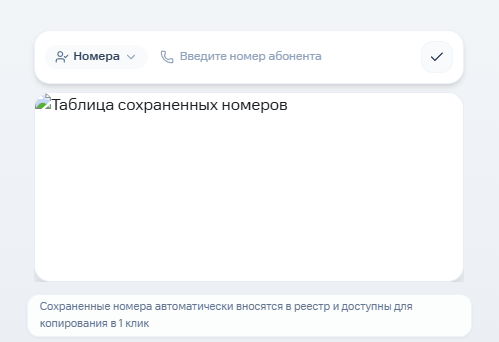 Номера
Введите номер абонента
Таблица сохраненных номеров
Сохраненные номера автоматически вносятся в реестр и доступны для
копирования в 1 клик